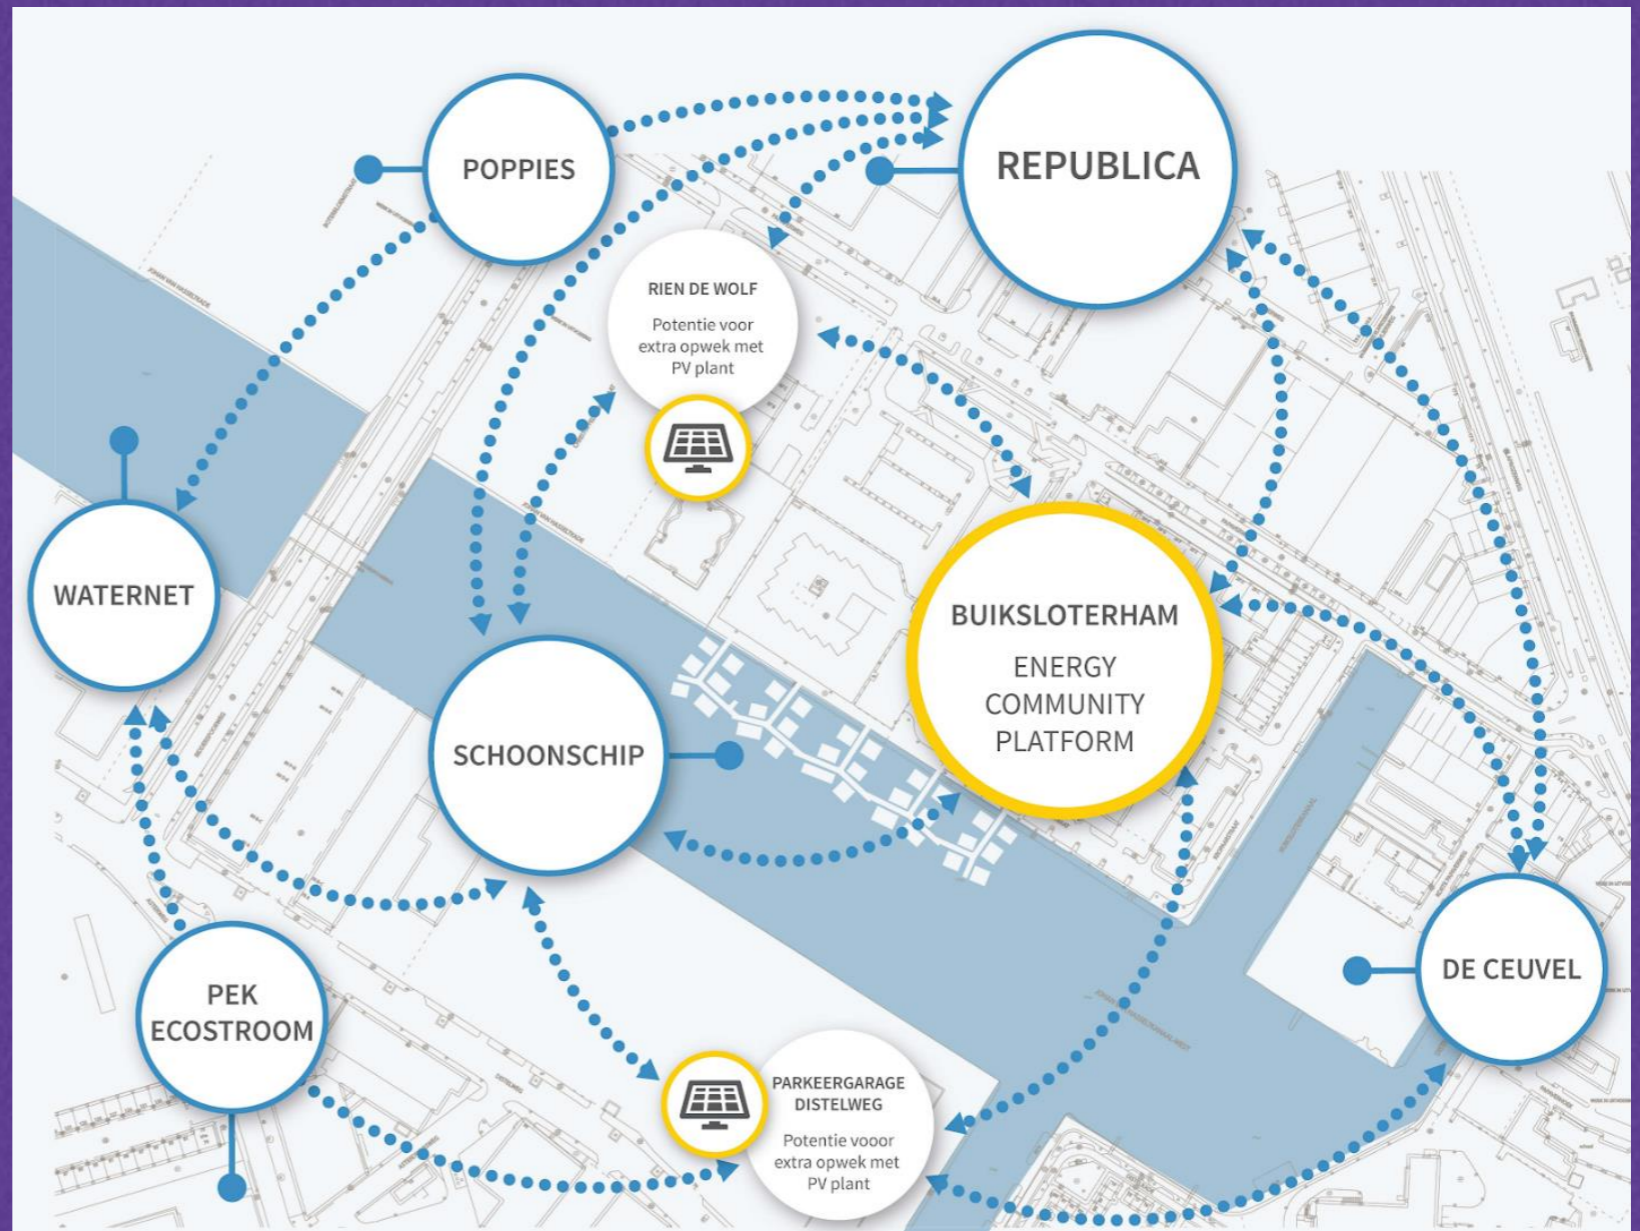 POPPIES
REPUBLICA
RIEN DE WOLF
Potentie voor
extra opwek met
PV plant
WATERNET
BUIKSLOTERHAM
ENERGY
COMMUNITY
PLATFORM
SCHOONSCHIP
DE CEUVEL
PEK
ECOSTROOM
PARKEERGARAGE
DISTELWEG
Potentie vooor
extra opwek met
PV plant